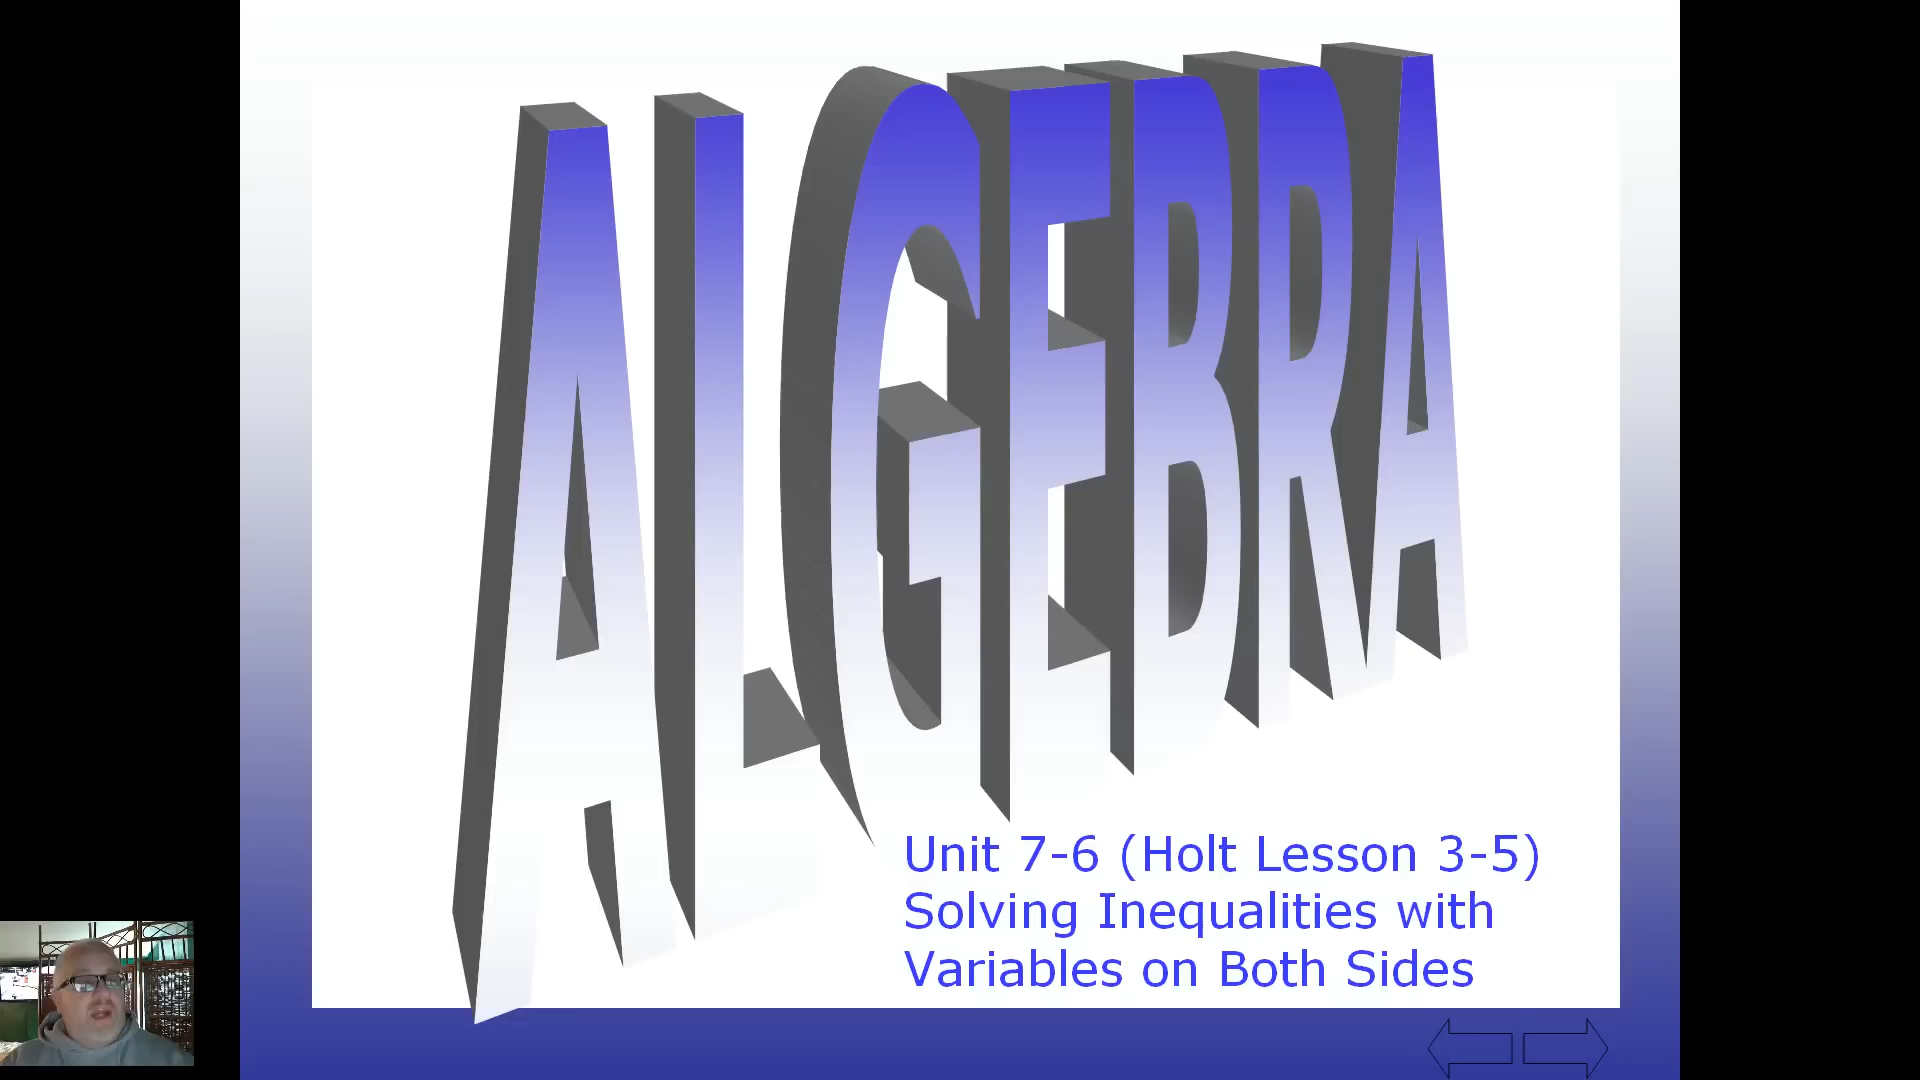 ALGEBRA
Unit 7-6 (Holt Lesson 3-5)
Solving Inequalities with
Variables on Both Sides